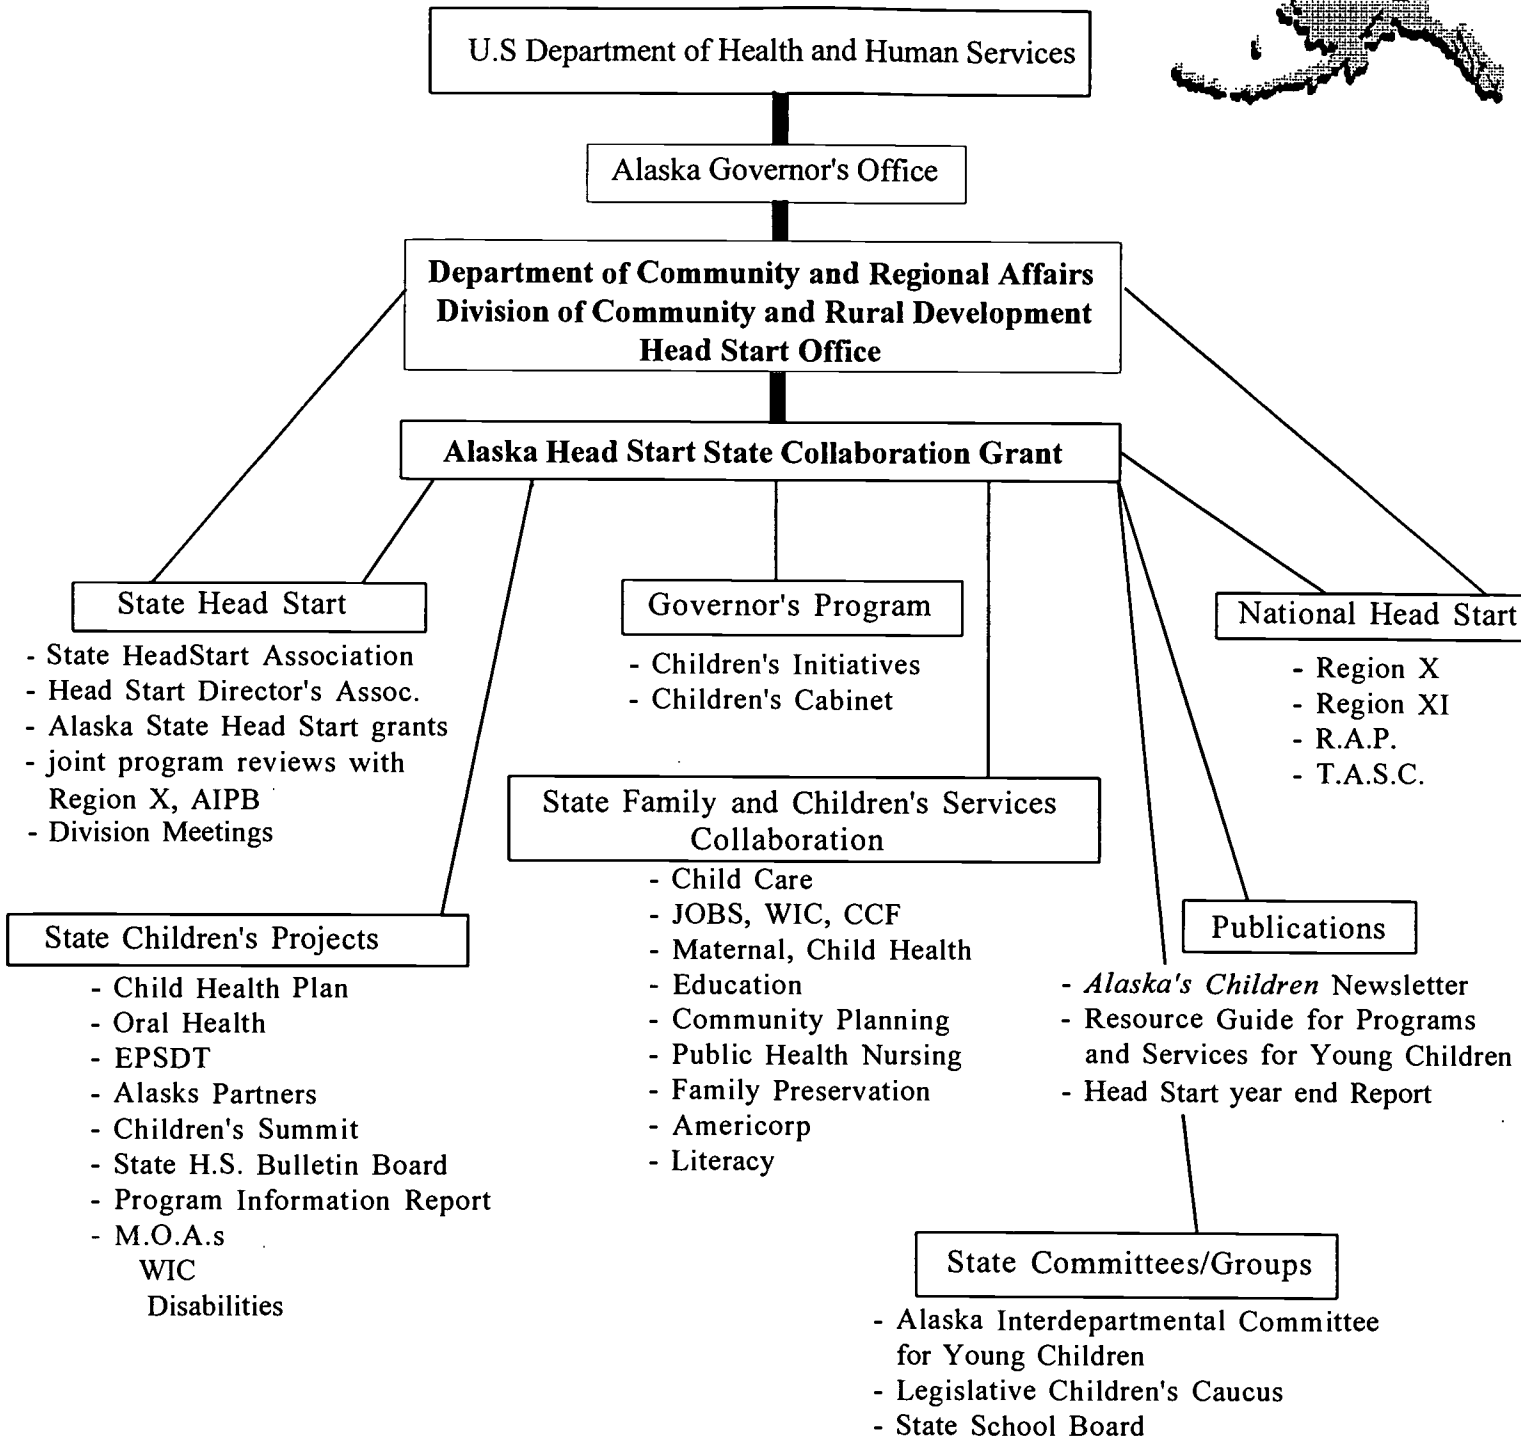 U.S Department of Health and Human Services
Alaska Governor's Office
Department of Community and Regional Affairs
Division of Community and Rural Development
Head Start Office
Alaska Head Start State Collaboration Grant
State Head Start
- State HeadStart Association
- Head Start Director's Assoc.
- Alaska State Head Start grants
- joint program reviews with
Region X, AIPB
- Division Meetings
Governor's Program
- Children's Initiatives
- Children's Cabinet
National Head Start
- Region X
- Region XI
- R.A.P.
- T.A.S.C.
State Family and Children's Services
Collaboration
- Child Care
- JOBS, WIC, CCF
- Maternal, Child Health
- Education
- Community Planning
- Public Health Nursing
- Family Preservation
- Americorp
- Literacy
State Children's Projects
- Child Health Plan
- Oral Health
- EPSDT
- Alasks Partners
- Children's Summit
- State H.S. Bulletin Board
- Program Information Report
- M.O.A.s
WIC
Disabilities
Publications
- Alaska's Children Newsletter
- Resource Guide for Programs
and Services for Young Children
- Head Start year end Report
State Committees/Groups
- Alaska Interdepartmental Committee
for Young Children
- Legislative Children's Caucus
- State School Board